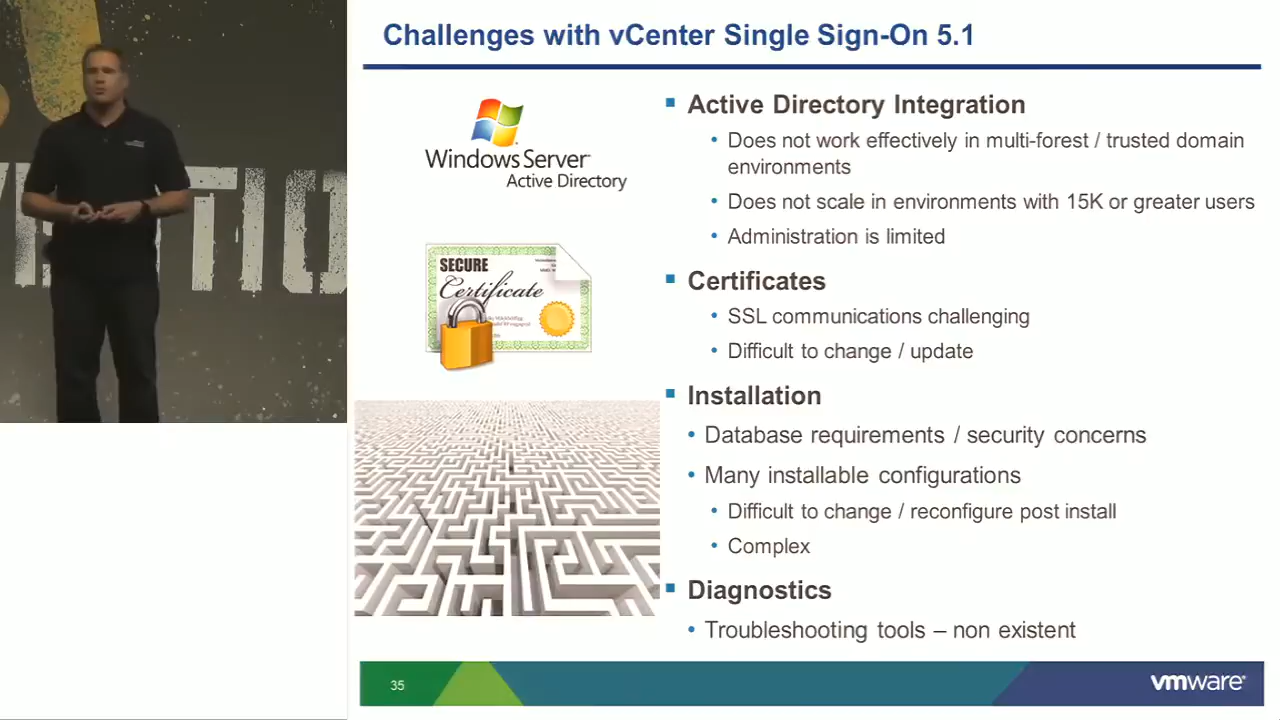 Challenges with vCenter Single Sign-On 5.1
Windows Server
Active Directory
Active Directory Integration
Does not work effectively in multi-forest / trusted domain
environments
Does not scale in environments with 15K or greater users
Administration is limited
SECURE
Certificate
Certificates
SSL communications challenging
Difficult to change / update
Installation
Database requirements / security concerns
Many installable configurations
Difficult to change / reconfigure post install
Complex
Diagnostics
Troubleshooting tools – non existent
35
vmware